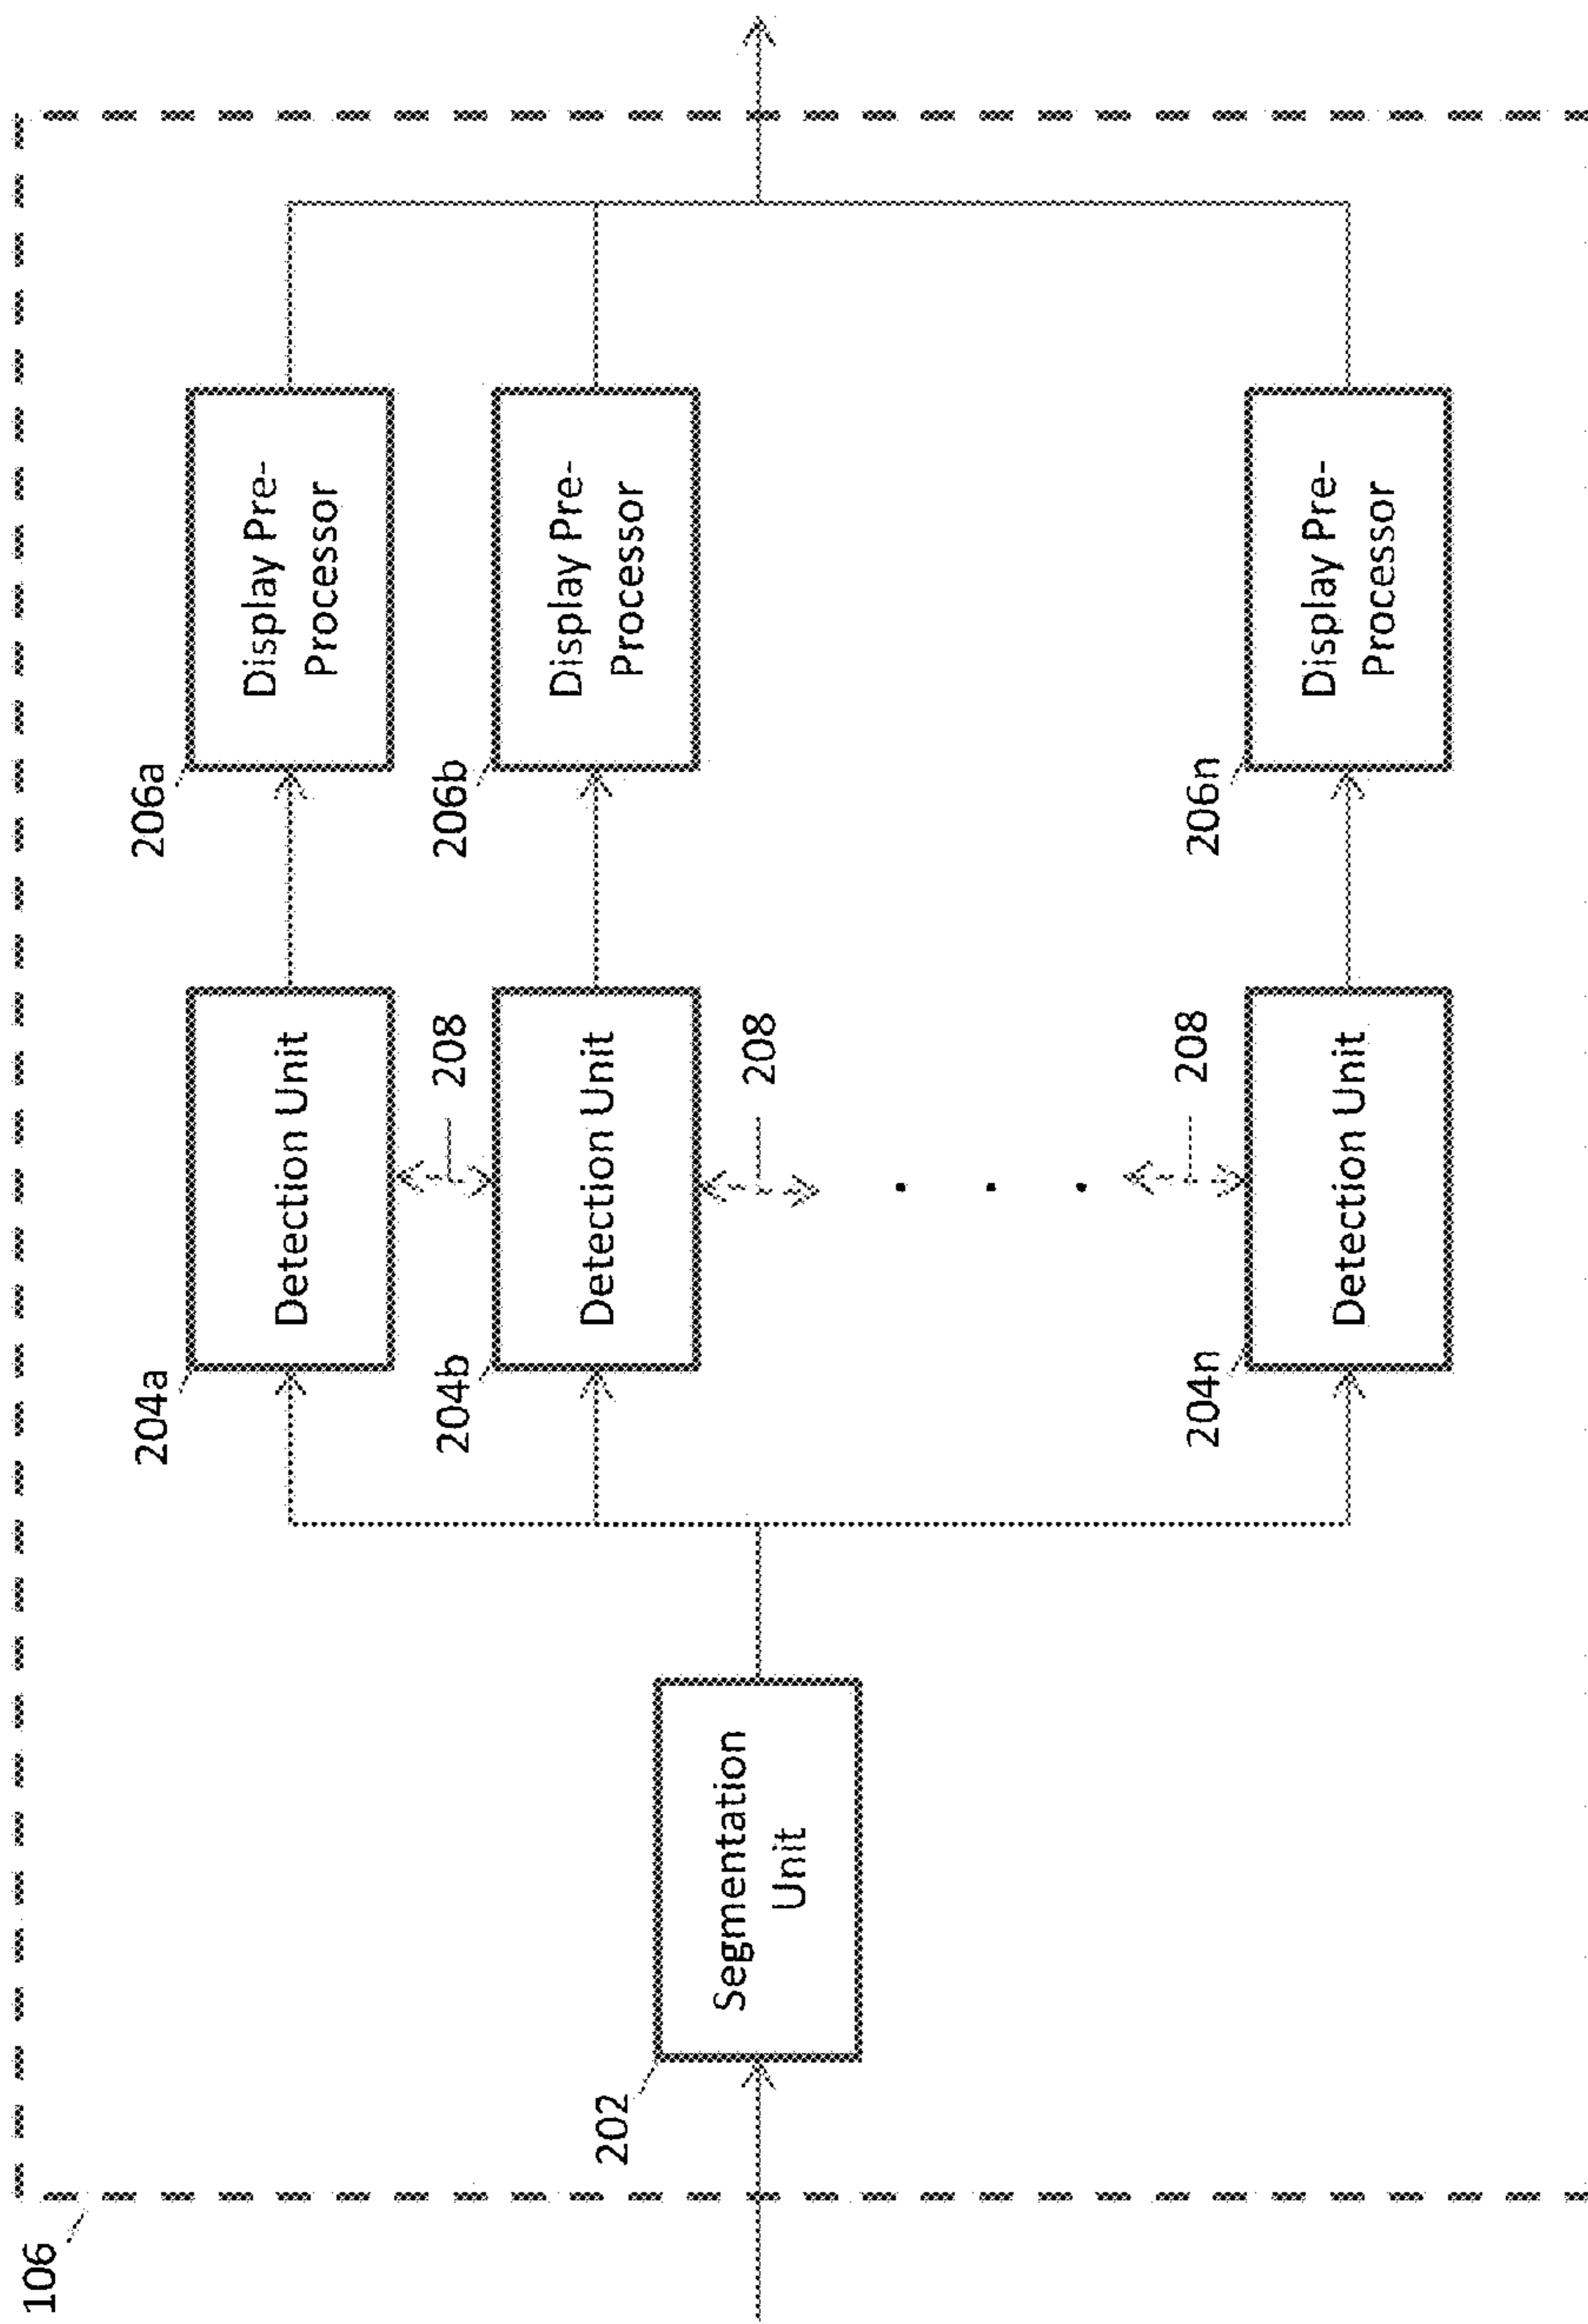 106
202
Segmentation
Unit
204a
Detection Unit
208
204b
Detection Unit
208
208
204n
Detection Unit
206a
Display Pre-
Processor
206b
Display Pre-
Processor
206n
Display Pre-
Processor